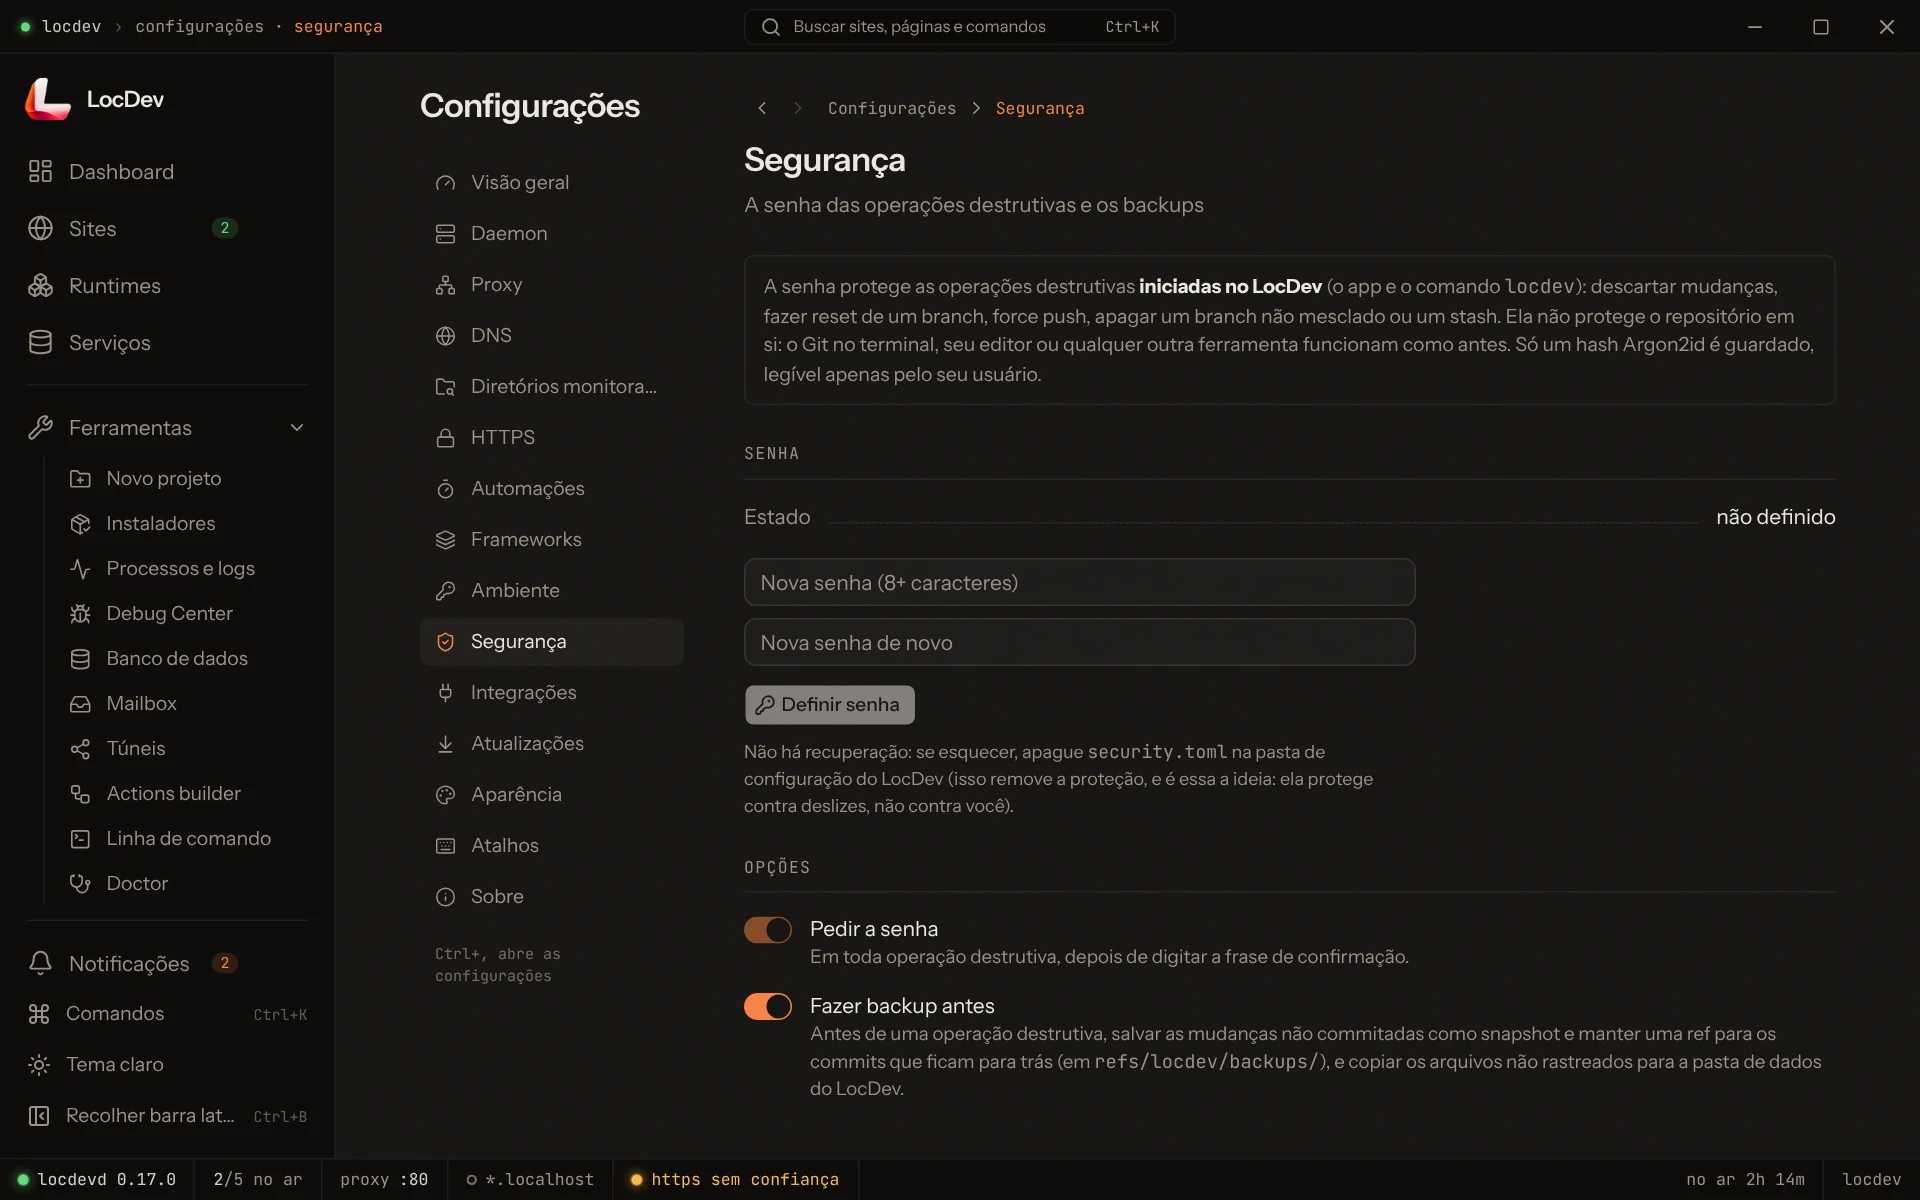 locdev › configurações · segurança
Buscar sites, páginas e comandos Ctrl+K
LocDev
Dashboard
Sites 2
Runtimes
Serviços
Ferramentas
Novo projeto
Instaladores
Processos e logs
Debug Center
Banco de dados
Mailbox
Túneis
Actions builder
Linha de comando
Doctor
Notificações 2
Comandos Ctrl+K
Tema claro
Recolher barra lat... Ctrl+B
Configurações
Visão geral
Daemon
Proxy
DNS
Diretórios monitora...
HTTPS
Automações
Frameworks
Ambiente
Segurança
Integrações
Atualizações
Aparência
Atalhos
Sobre
Ctrl+, abre as
configurações
Configurações > Segurança
Segurança
A senha das operações destrutivas e os backups
A senha protege as operações destrutivas iniciadas no LocDev (o app e o comando locdev): descartar mudanças,
fazer reset de um branch, force push, apagar um branch não mesclado ou um stash. Ela não protege o repositório em
si: o Git no terminal, seu editor ou qualquer outra ferramenta funcionam como antes. Só um hash Argon2id é guardado,
legível apenas pelo seu usuário.
SENHA
Estado não definido
Nova senha (8+ caracteres)
Nova senha de novo
Definir senha
Não há recuperação: se esquecer, apague security.toml na pasta de
configuração do LocDev (isso remove a proteção, e é essa a ideia: ela protege
contra deslizes, não contra você).
OPÇÕES
Pedir a senha
Em toda operação destrutiva, depois de digitar a frase de confirmação.
Fazer backup antes
Antes de uma operação destrutiva, salvar as mudanças não commitadas como snapshot e manter uma ref para os
commits que ficam para trás (em refs/locdev/backups/), e copiar os arquivos não rastreados para a pasta de dados
do LocDev.
locdevd 0.17.0 2/5 no ar proxy :80 *.localhost https sem confiança no ar 2h 14m locdev